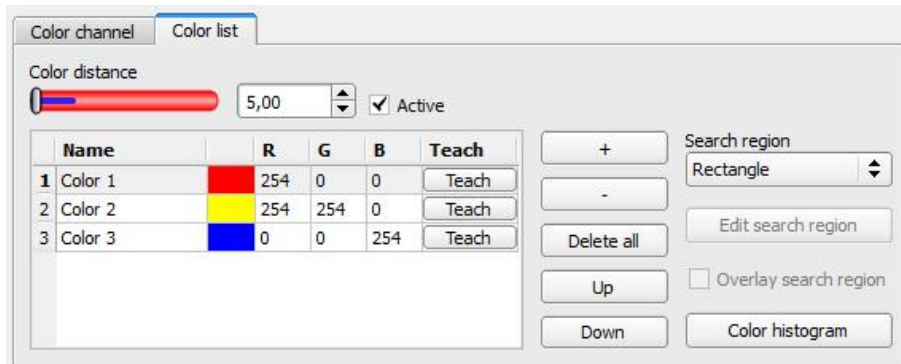 Color channel Color list
Color distance
5,00 Active
Name R G B Teach
1 Color 1 254 0 0 Teach
2 Color 2 254 254 0 Teach
3 Color 3 0 0 254 Teach
+
-
Delete all
Up
Down
Search region
Rectangle
Edit search region
Overlay search region
Color histogram